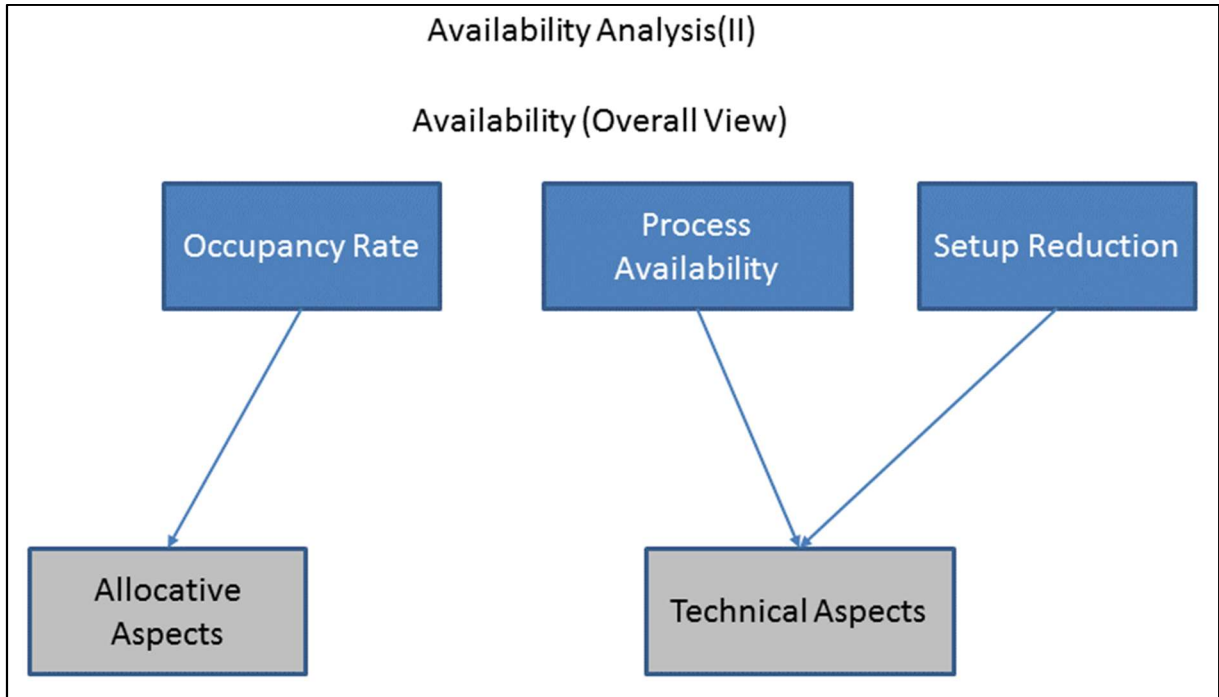 Availability Analysis(II)
Availability (Overall View)
Occupancy Rate
Process
Availability
Setup Reduction
Allocative
Aspects
Technical Aspects